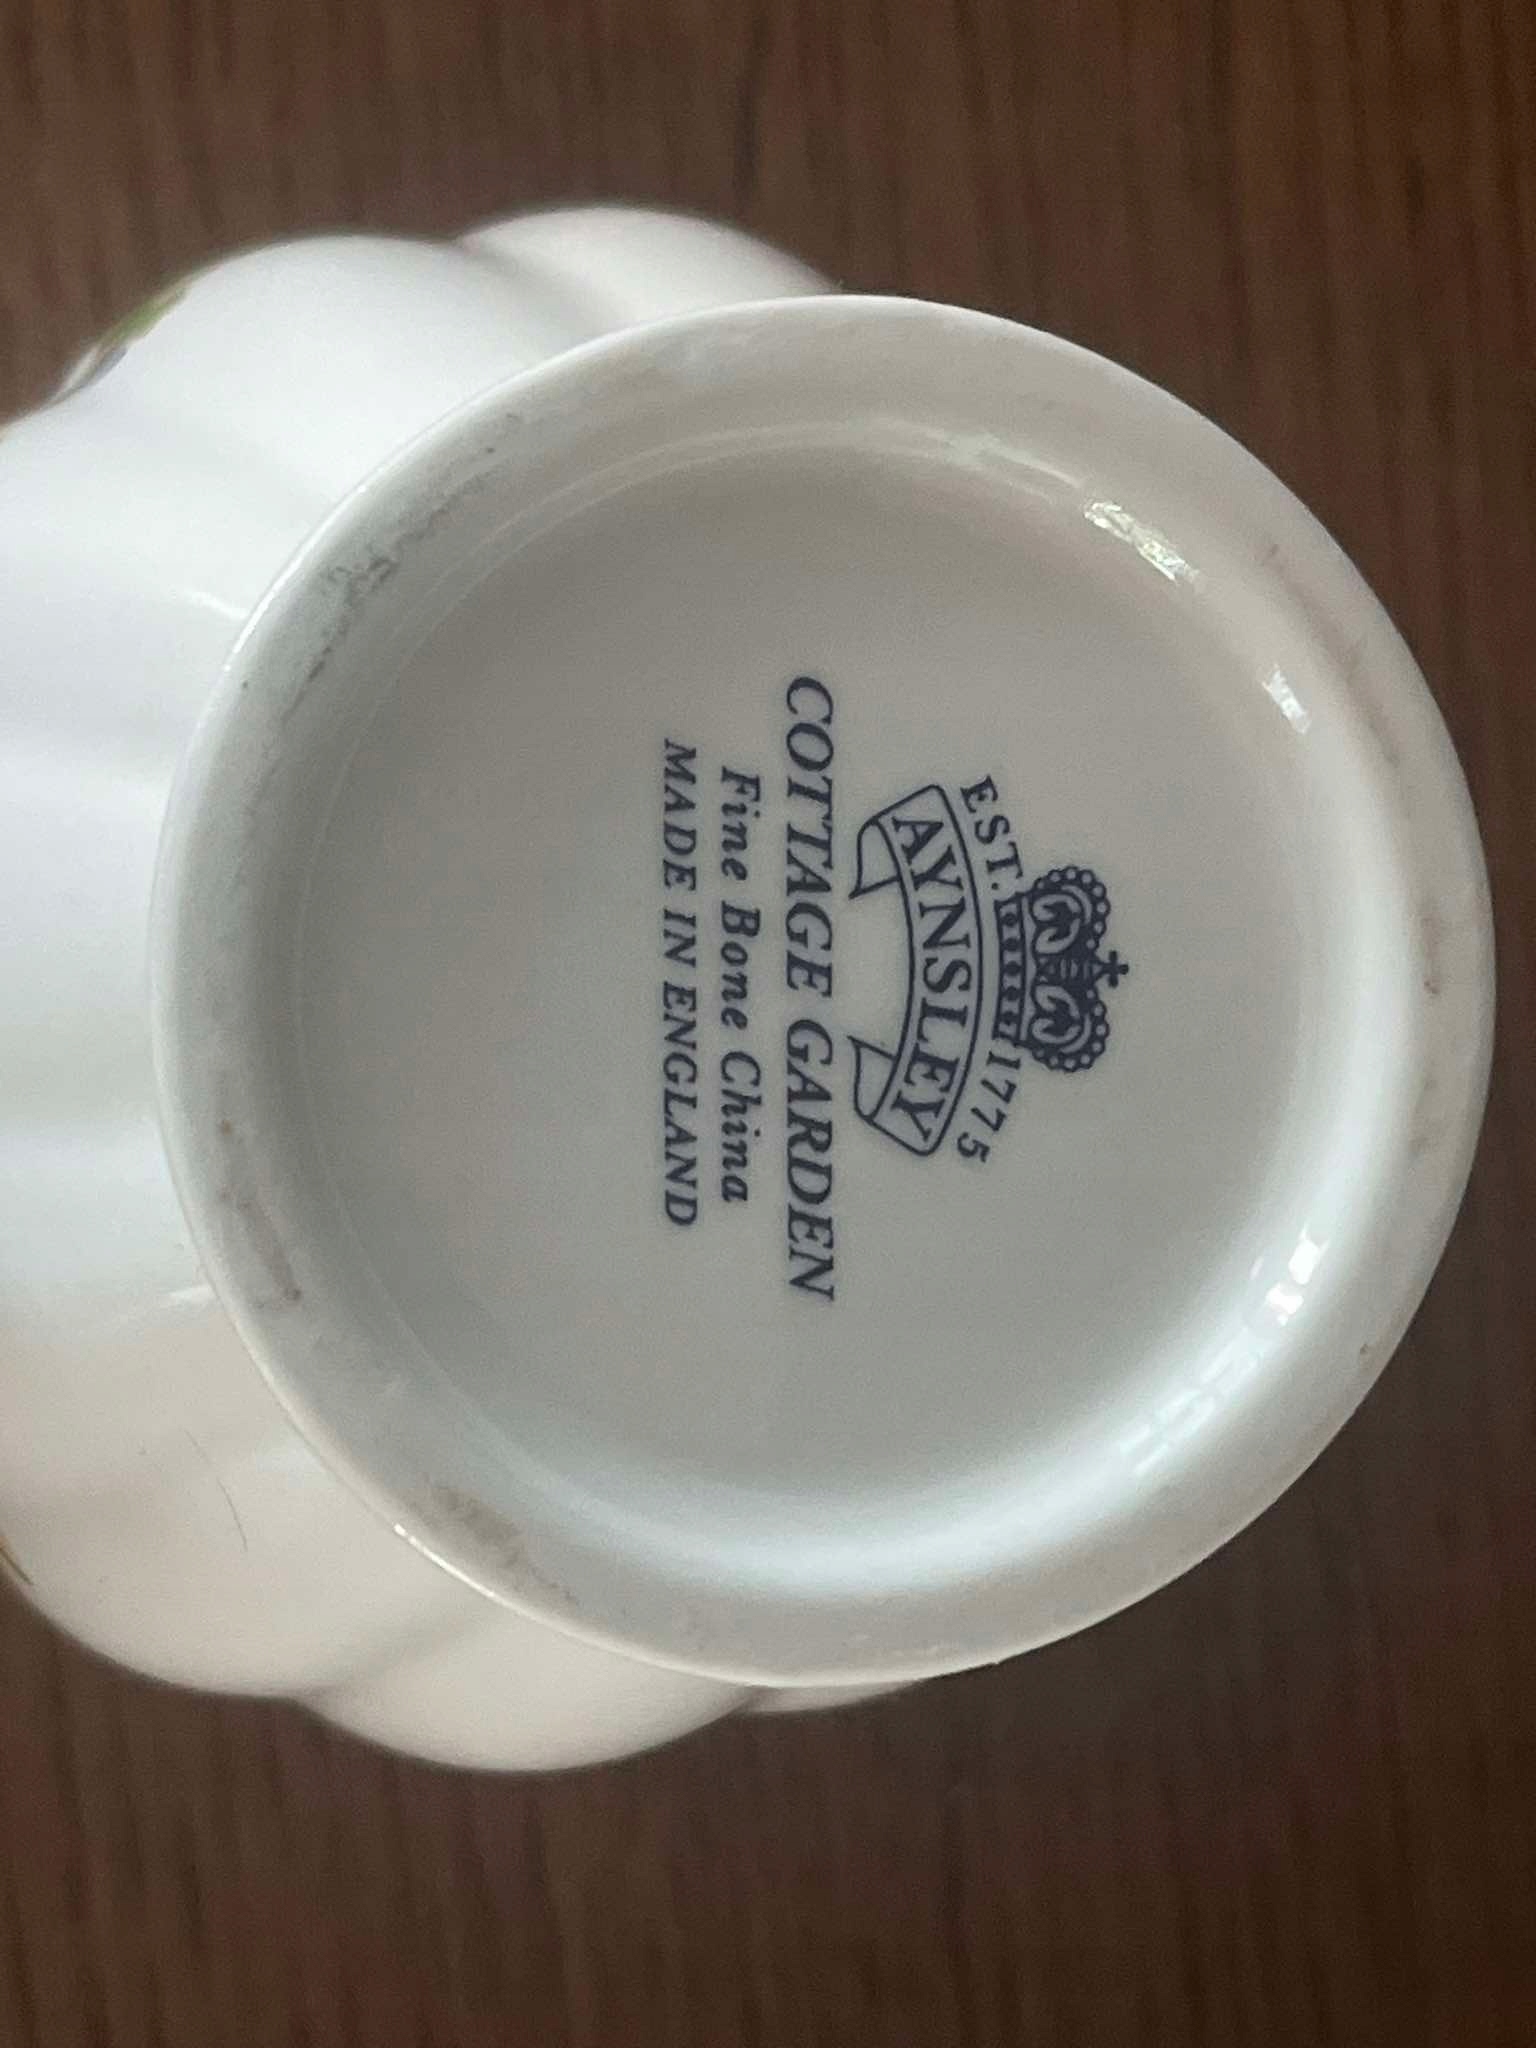 EST. 1775
AYNSLEY
COTTAGE GARDEN
Fine Bone China
MADE IN ENGLAND